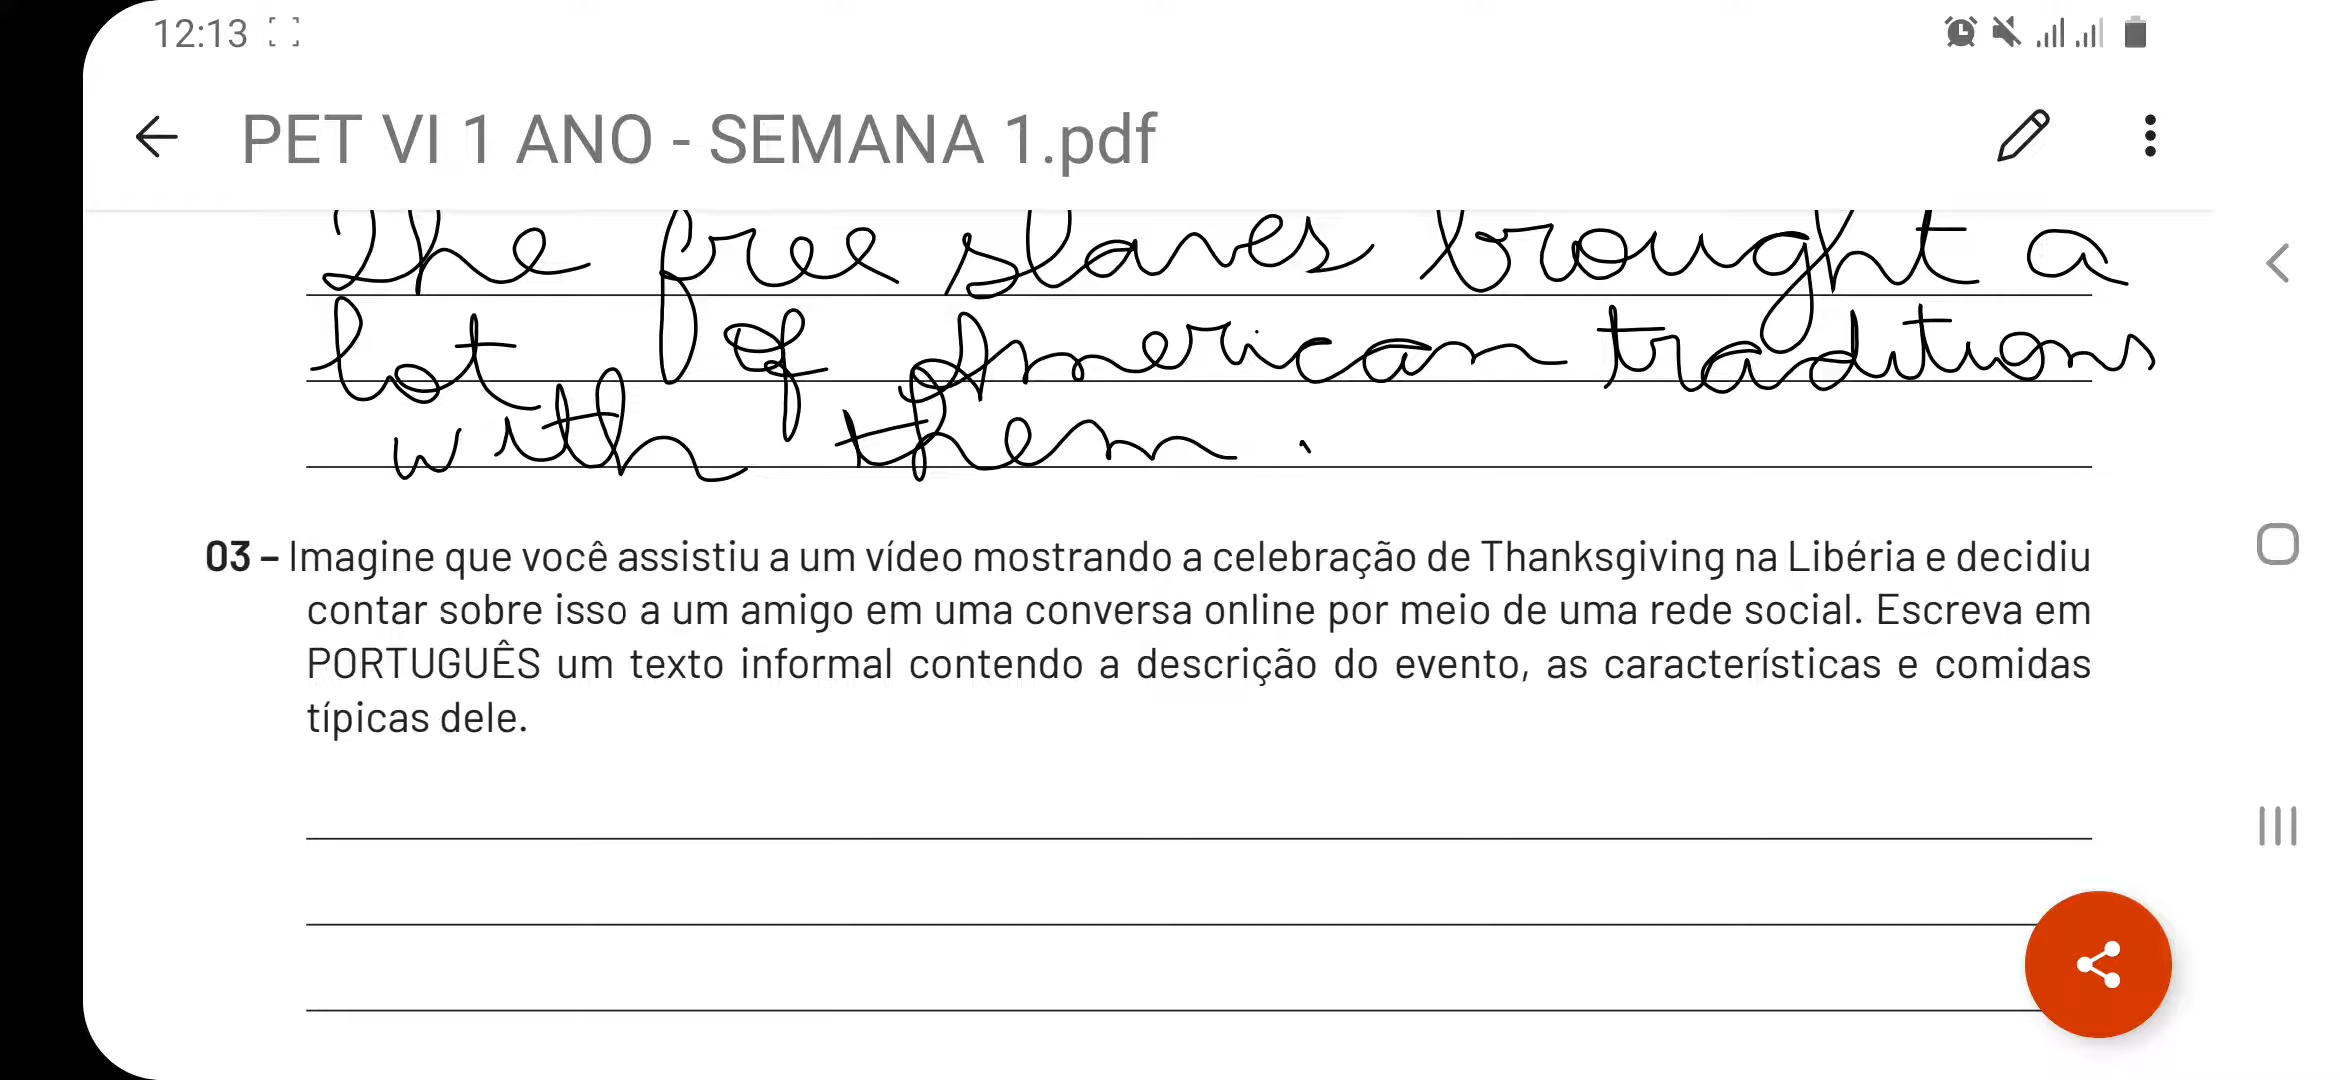 12:13
PET VI 1 ANO - SEMANA 1.pdf
The free slaves brought a
lot of American traditions
with them.
03 – Imagine que você assistiu a um vídeo mostrando a celebração de Thanksgiving na Libéria e decidiu
contar sobre isso a um amigo em uma conversa online por meio de uma rede social. Escreva em
PORTUGUÊS um texto informal contendo a descrição do evento, as características e comidas
típicas dele.